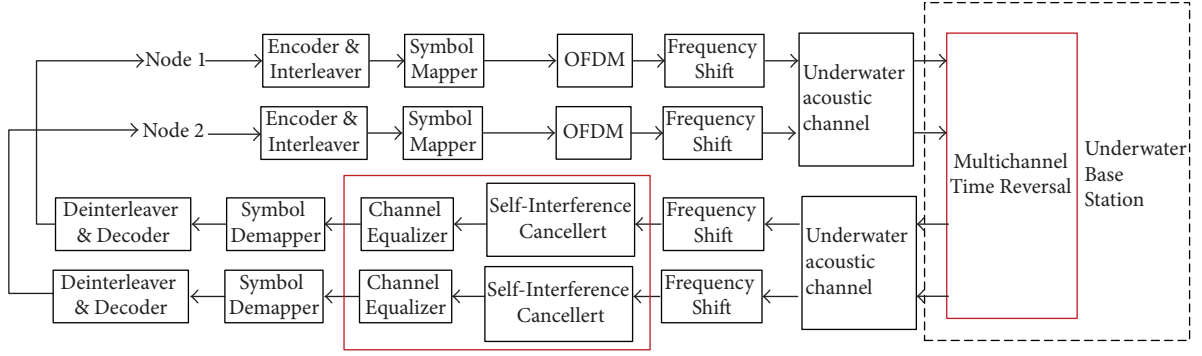 Node 1
Encoder &
Interleaver
Symbol
Mapper
OFDM
Frequency
Shift
Underwater
acoustic
channel
Node 2
Encoder &
Interleaver
Symbol
Mapper
OFDM
Frequency
Shift
Multichannel
Time Reversal
Underwater
Base
Station
Deinterleaver
& Decoder
Symbol
Demapper
Channel
Equalizer
Self-Interference
Cancellert
Frequency
Shift
Underwater
acoustic
channel
Deinterleaver
& Decoder
Symbol
Demapper
Channel
Equalizer
Self-Interference
Cancellert
Frequency
Shift